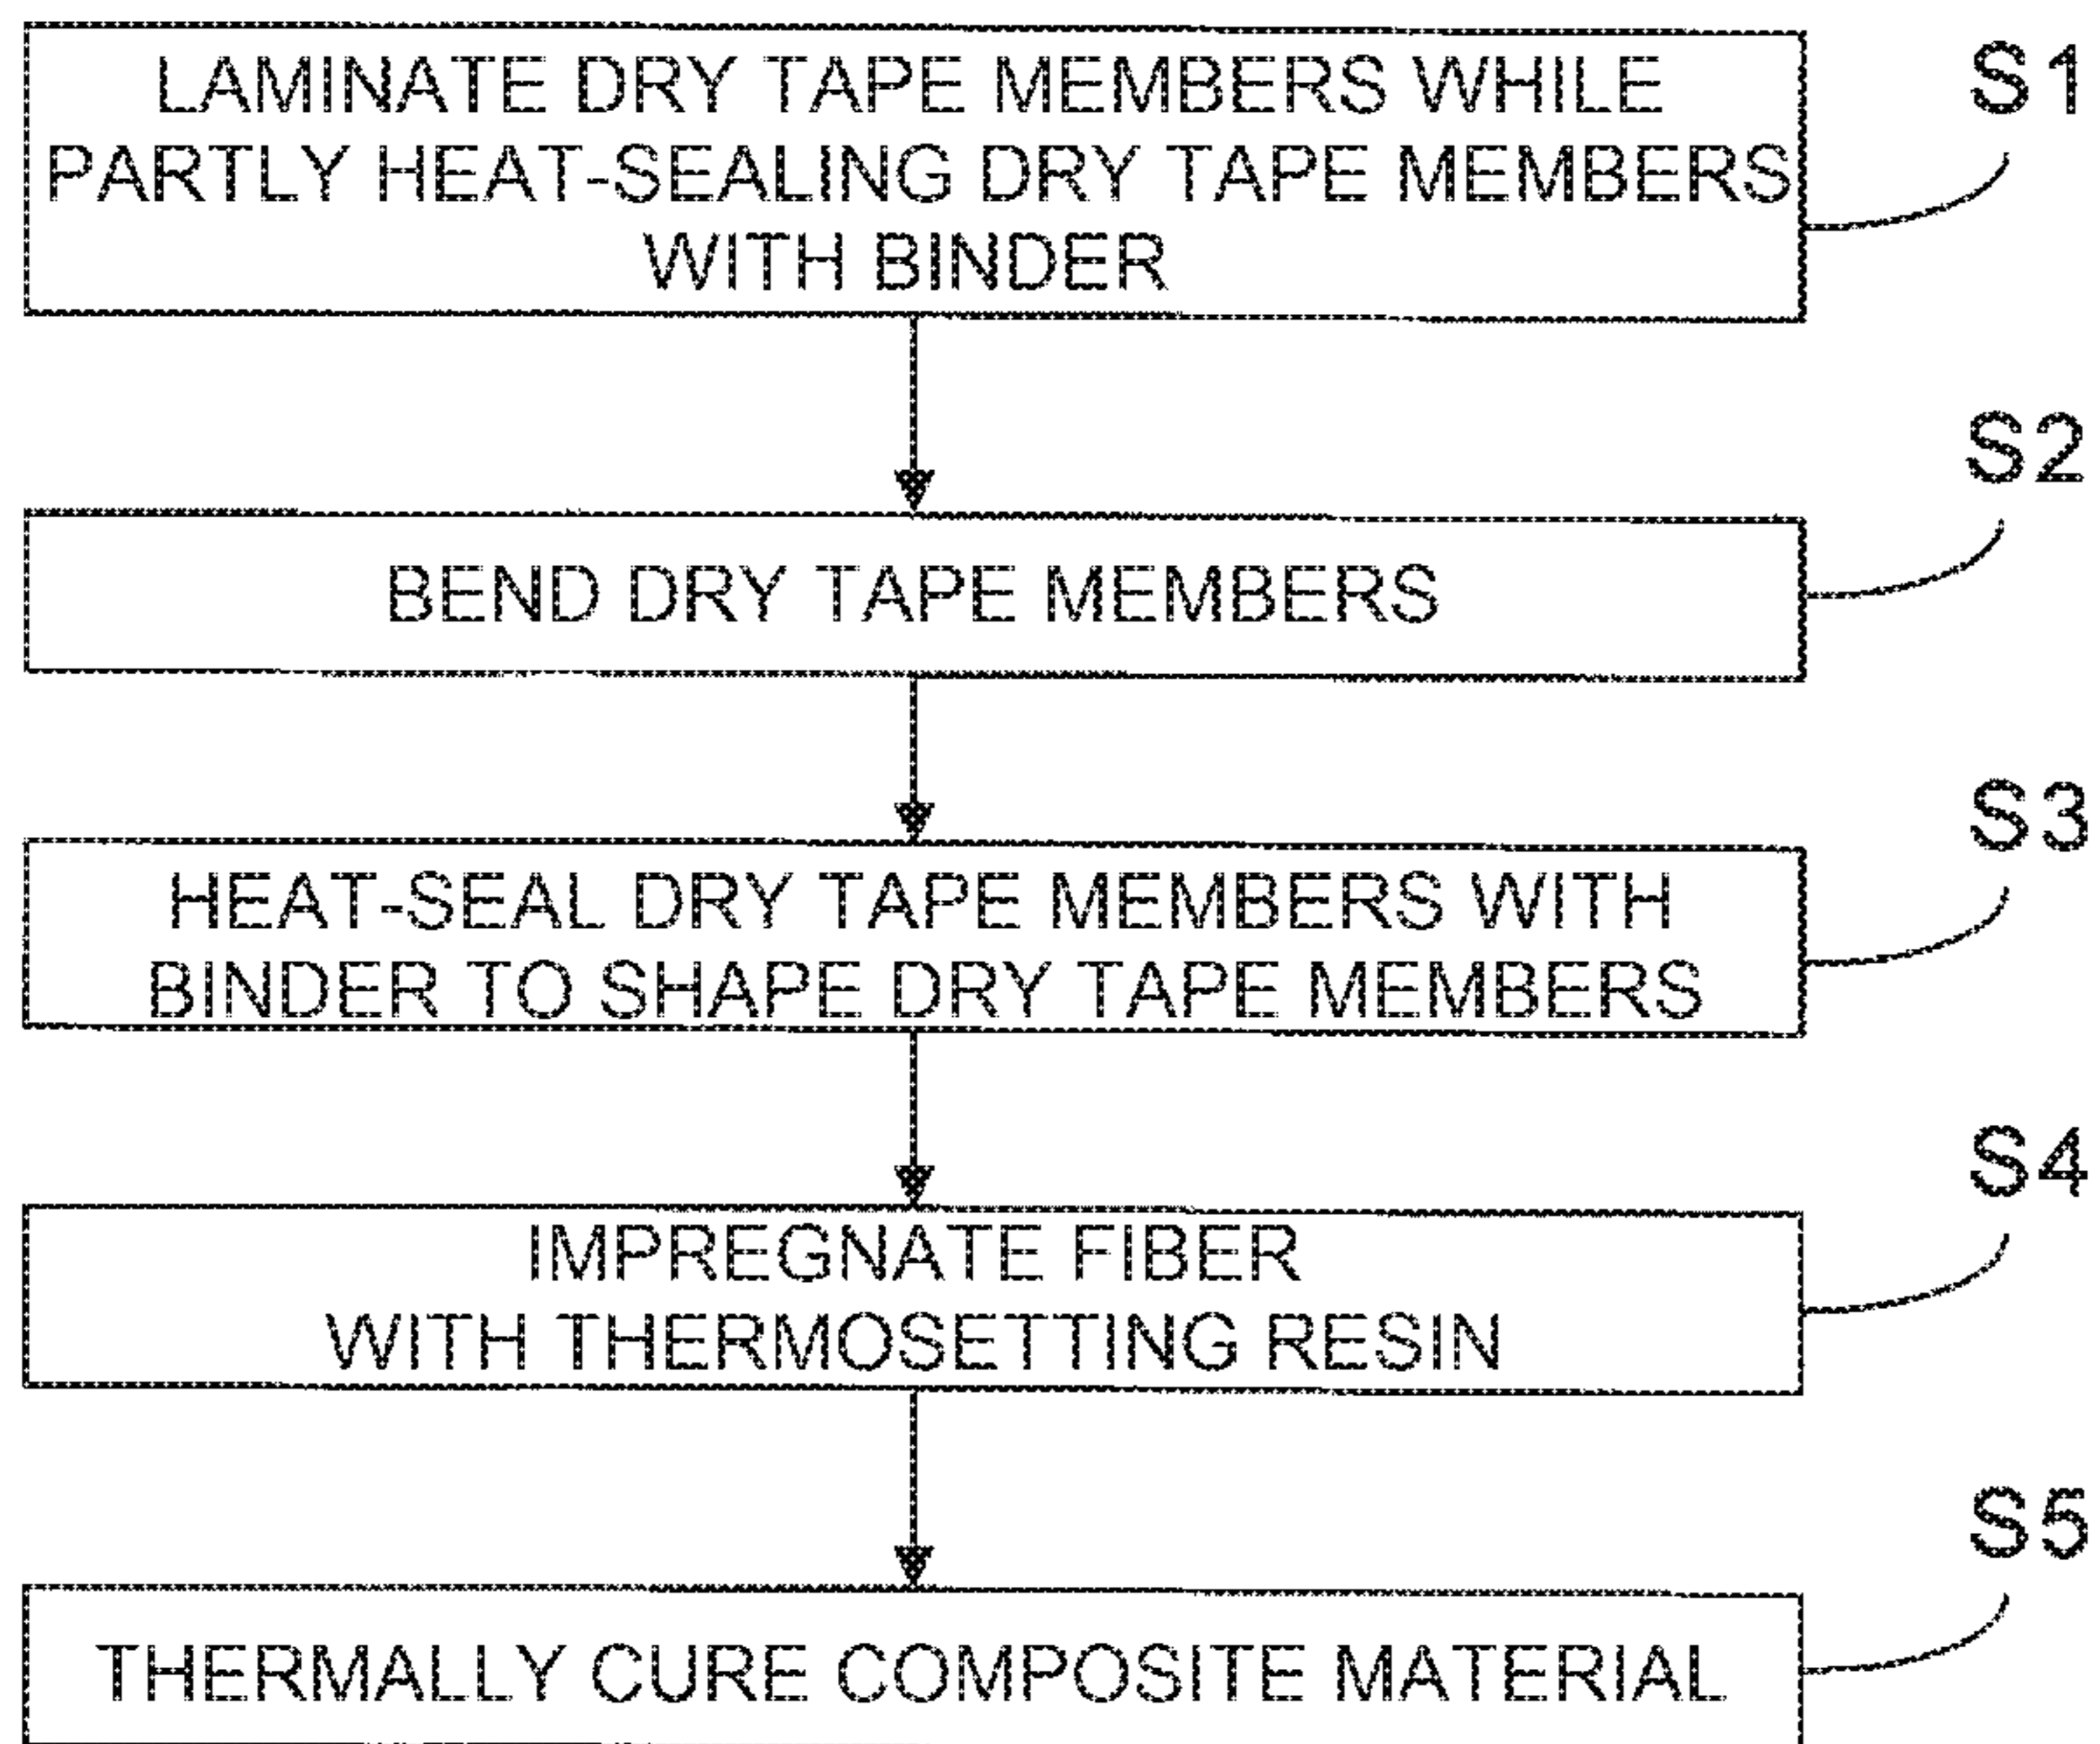 LAMINATE DRY TAPE MEMBERS WHILE
PARTLY HEAT-SEALING DRY TAPE MEMBERS
WITH BINDER
S1
BEND DRY TAPE MEMBERS
S2
HEAT-SEAL DRY TAPE MEMBERS WITH
BINDER TO SHAPE DRY TAPE MEMBERS
S3
IMPREGNATE FIBER
WITH THERMOSETTING RESIN
S4
THERMALLY CURE COMPOSITE MATERIAL
S5